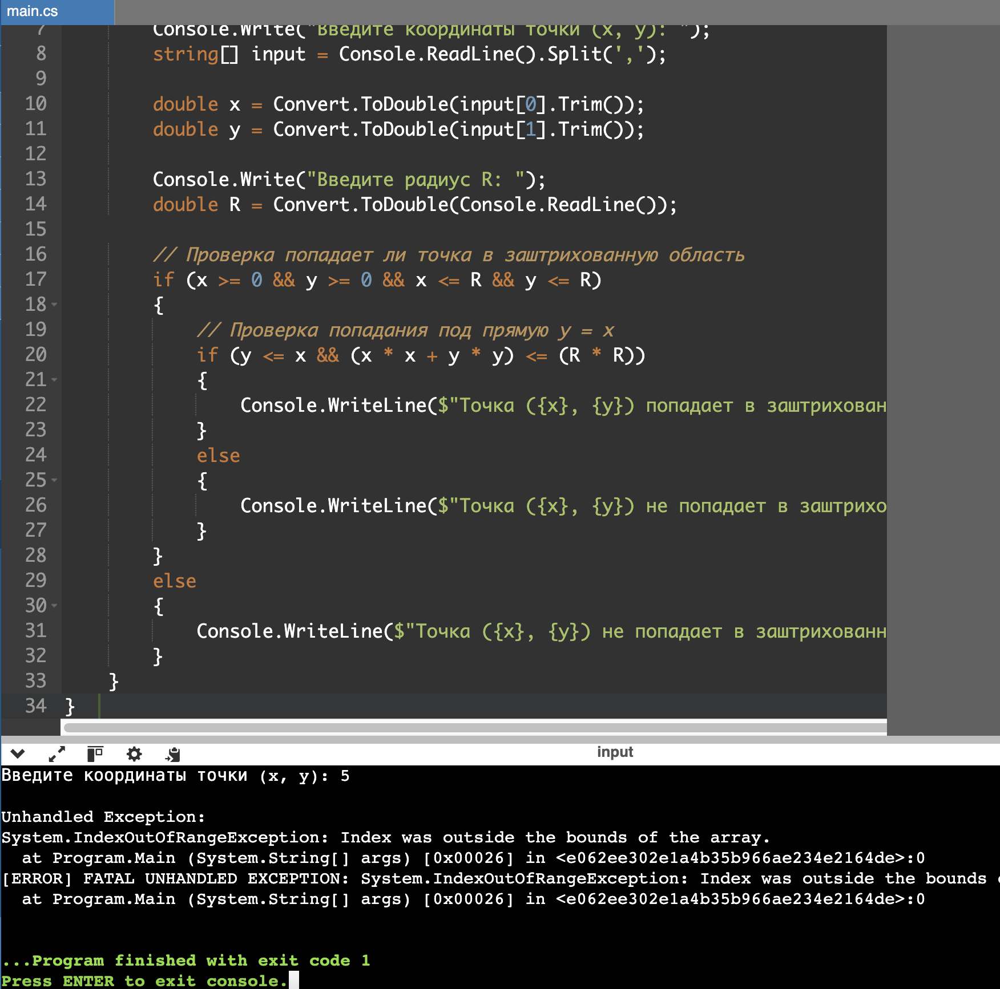 main.cs
7 Console.Write("Введите координаты точки (x, y): ");
8 string[] input = Console.ReadLine().Split(',');
9
10 double x = Convert.ToDouble(input[0].Trim());
11 double y = Convert.ToDouble(input[1].Trim());
12
13 Console.Write("Введите радиус R: ");
14 double R = Convert.ToDouble(Console.ReadLine());
15
16 // Проверка попадает ли точка в заштрихованную область
17 if (x >= 0 && y >= 0 && x <= R && y <= R)
18 {
19 // Проверка попадания под прямую y = x
20 if (y <= x && (x * x + y * y) <= (R * R))
21 {
22 Console.WriteLine($"Точка ({x}, {y}) попадает в заштрихован
23 }
24 else
25 {
26 Console.WriteLine($"Точка ({x}, {y}) не попадает в заштрихо
27 }
28 }
29 else
30 {
31 Console.WriteLine($"Точка ({x}, {y}) не попадает в заштрихованн
32 }
33 }
34 }
input
Введите координаты точки (x, y): 5
Unhandled Exception:
System.IndexOutOfRangeException: Index was outside the bounds of the array.
at Program.Main (System.String[] args) [0x00026] in <e062ee302e1a4b35b966ae234e2164de>:0
[ERROR] FATAL UNHANDLED EXCEPTION: System.IndexOutOfRangeException: Index was outside the bounds
at Program.Main (System.String[] args) [0x00026] in <e062ee302e1a4b35b966ae234e2164de>:0
...Program finished with exit code 1
Press ENTER to exit console.